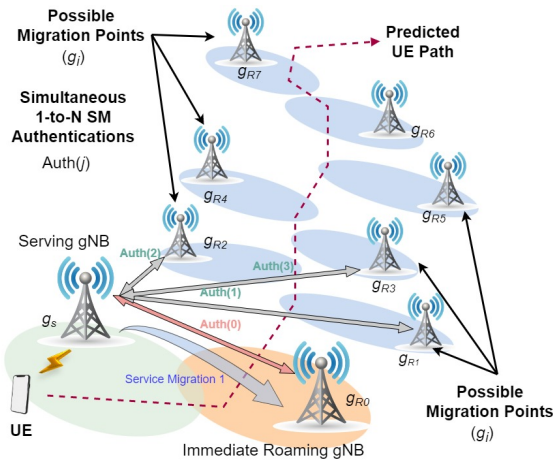 Possible
Migration Points
(gi)
Predicted
UE Path
gR7
Simultaneous
1-to-N SM
Authentications
Auth(j)
gR6
gR4
gR5
Serving gNB
gR2
Auth(2)
Auth(3)
gR3
Auth(1)
gs
Auth(0)
gR1
Service Migration 1
gR0
UE
Possible
Migration Points
(gi)
Immediate Roaming gNB